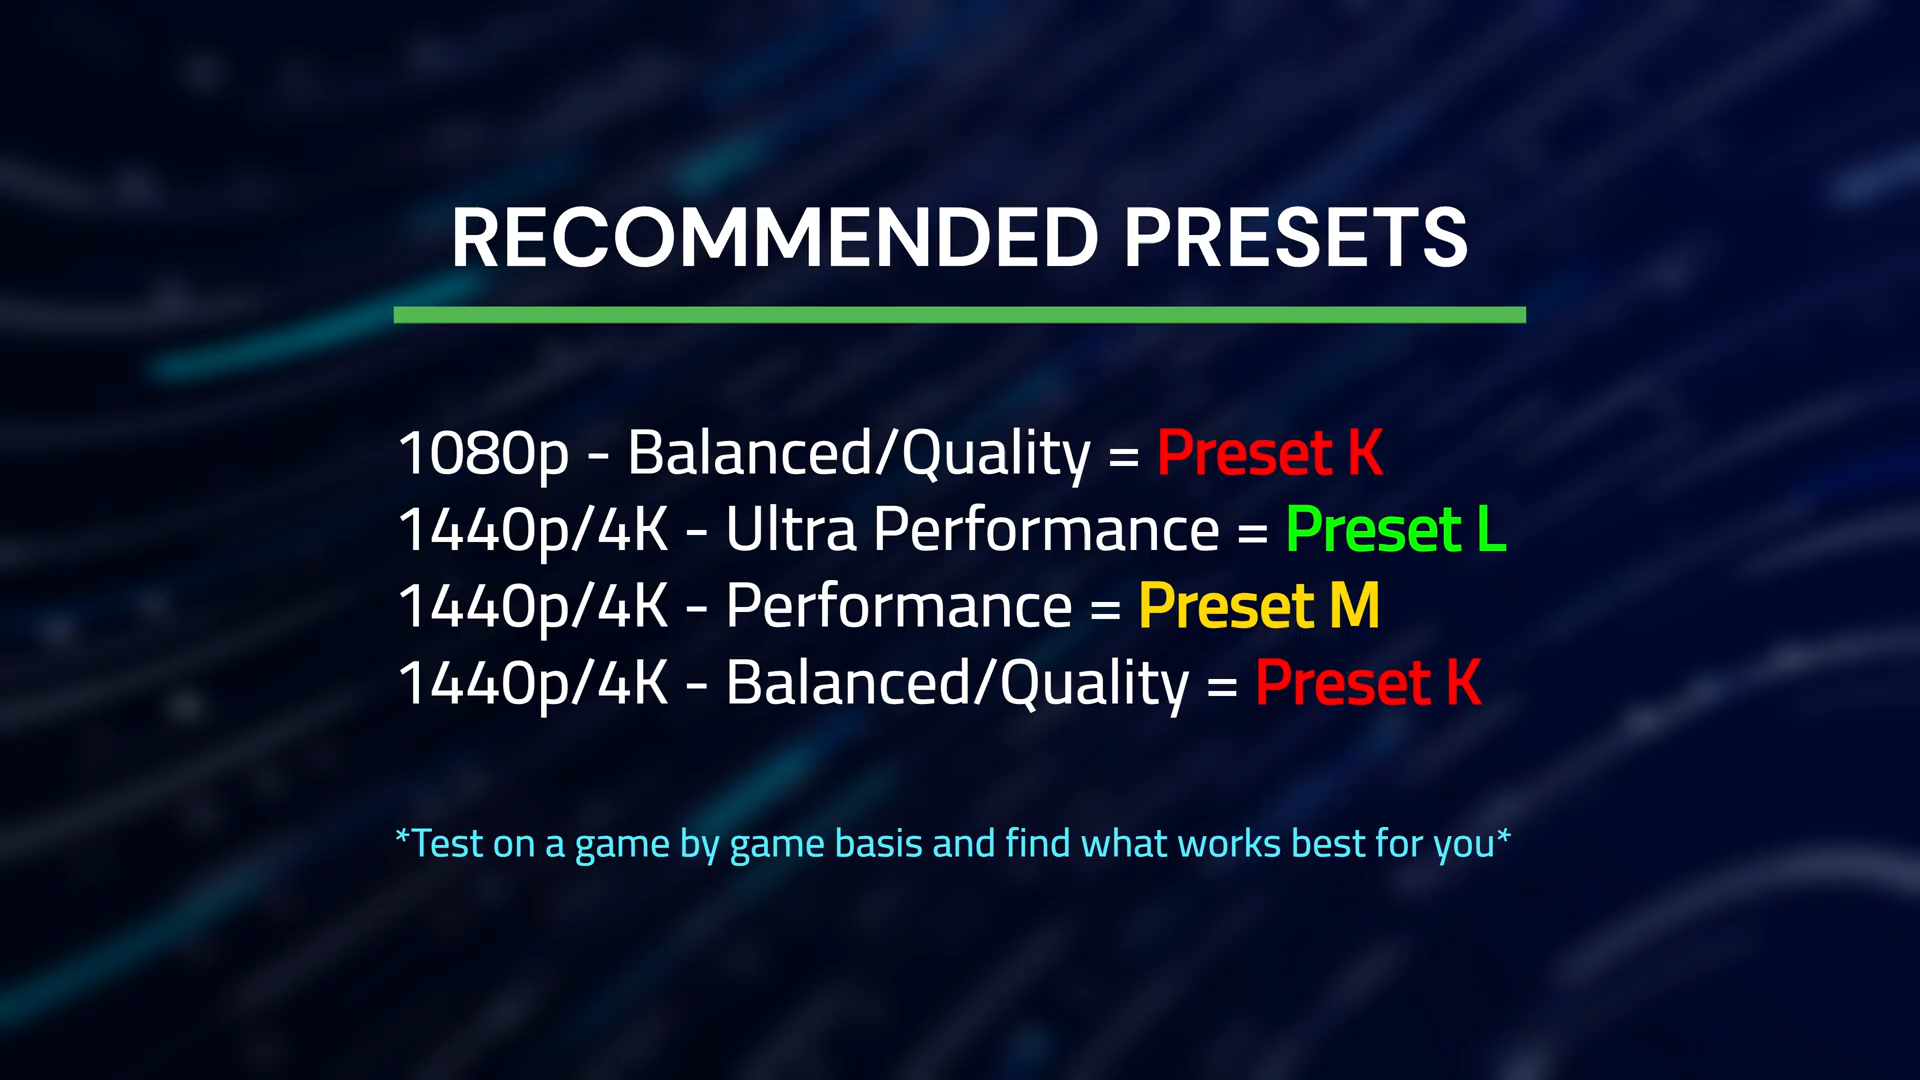 RECOMMENDED PRESETS
1080p - Balanced/Quality = Preset K
1440p/4K - Ultra Performance = Preset L
1440p/4K - Performance = Preset M
1440p/4K - Balanced/Quality = Preset K
*Test on a game by game basis and find what works best for you*